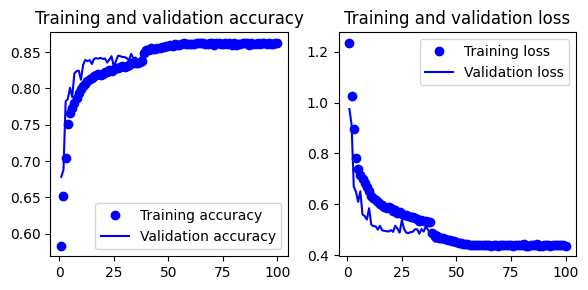 Training and validation accuracy
0.85
0.80
0.75
0.70
0.65
0.60
Training accuracy
Validation accuracy
0 25 50 75 100
Training and validation loss
1.2
1.0
0.8
0.6
0.4
Training loss
Validation loss
0 25 50 75 100